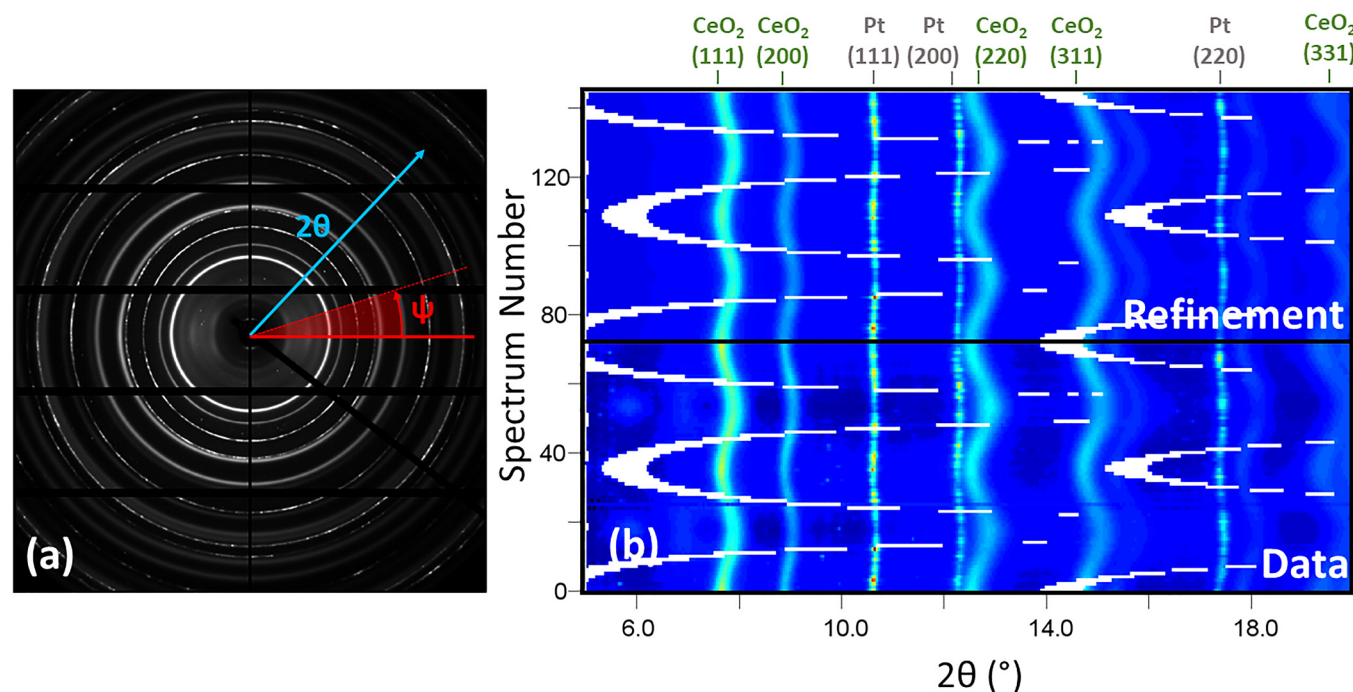 CeO₂ CeO₂ Pt Pt CeO₂ CeO₂ Pt CeO₂
(111) (200) (111) (200) (220) (311) (220) (331)
2θ
ψ
(a)
Spectrum Number
120
80
40
0
Refinement
(b)
Data
6.0 10.0 14.0 18.0
2θ (°)